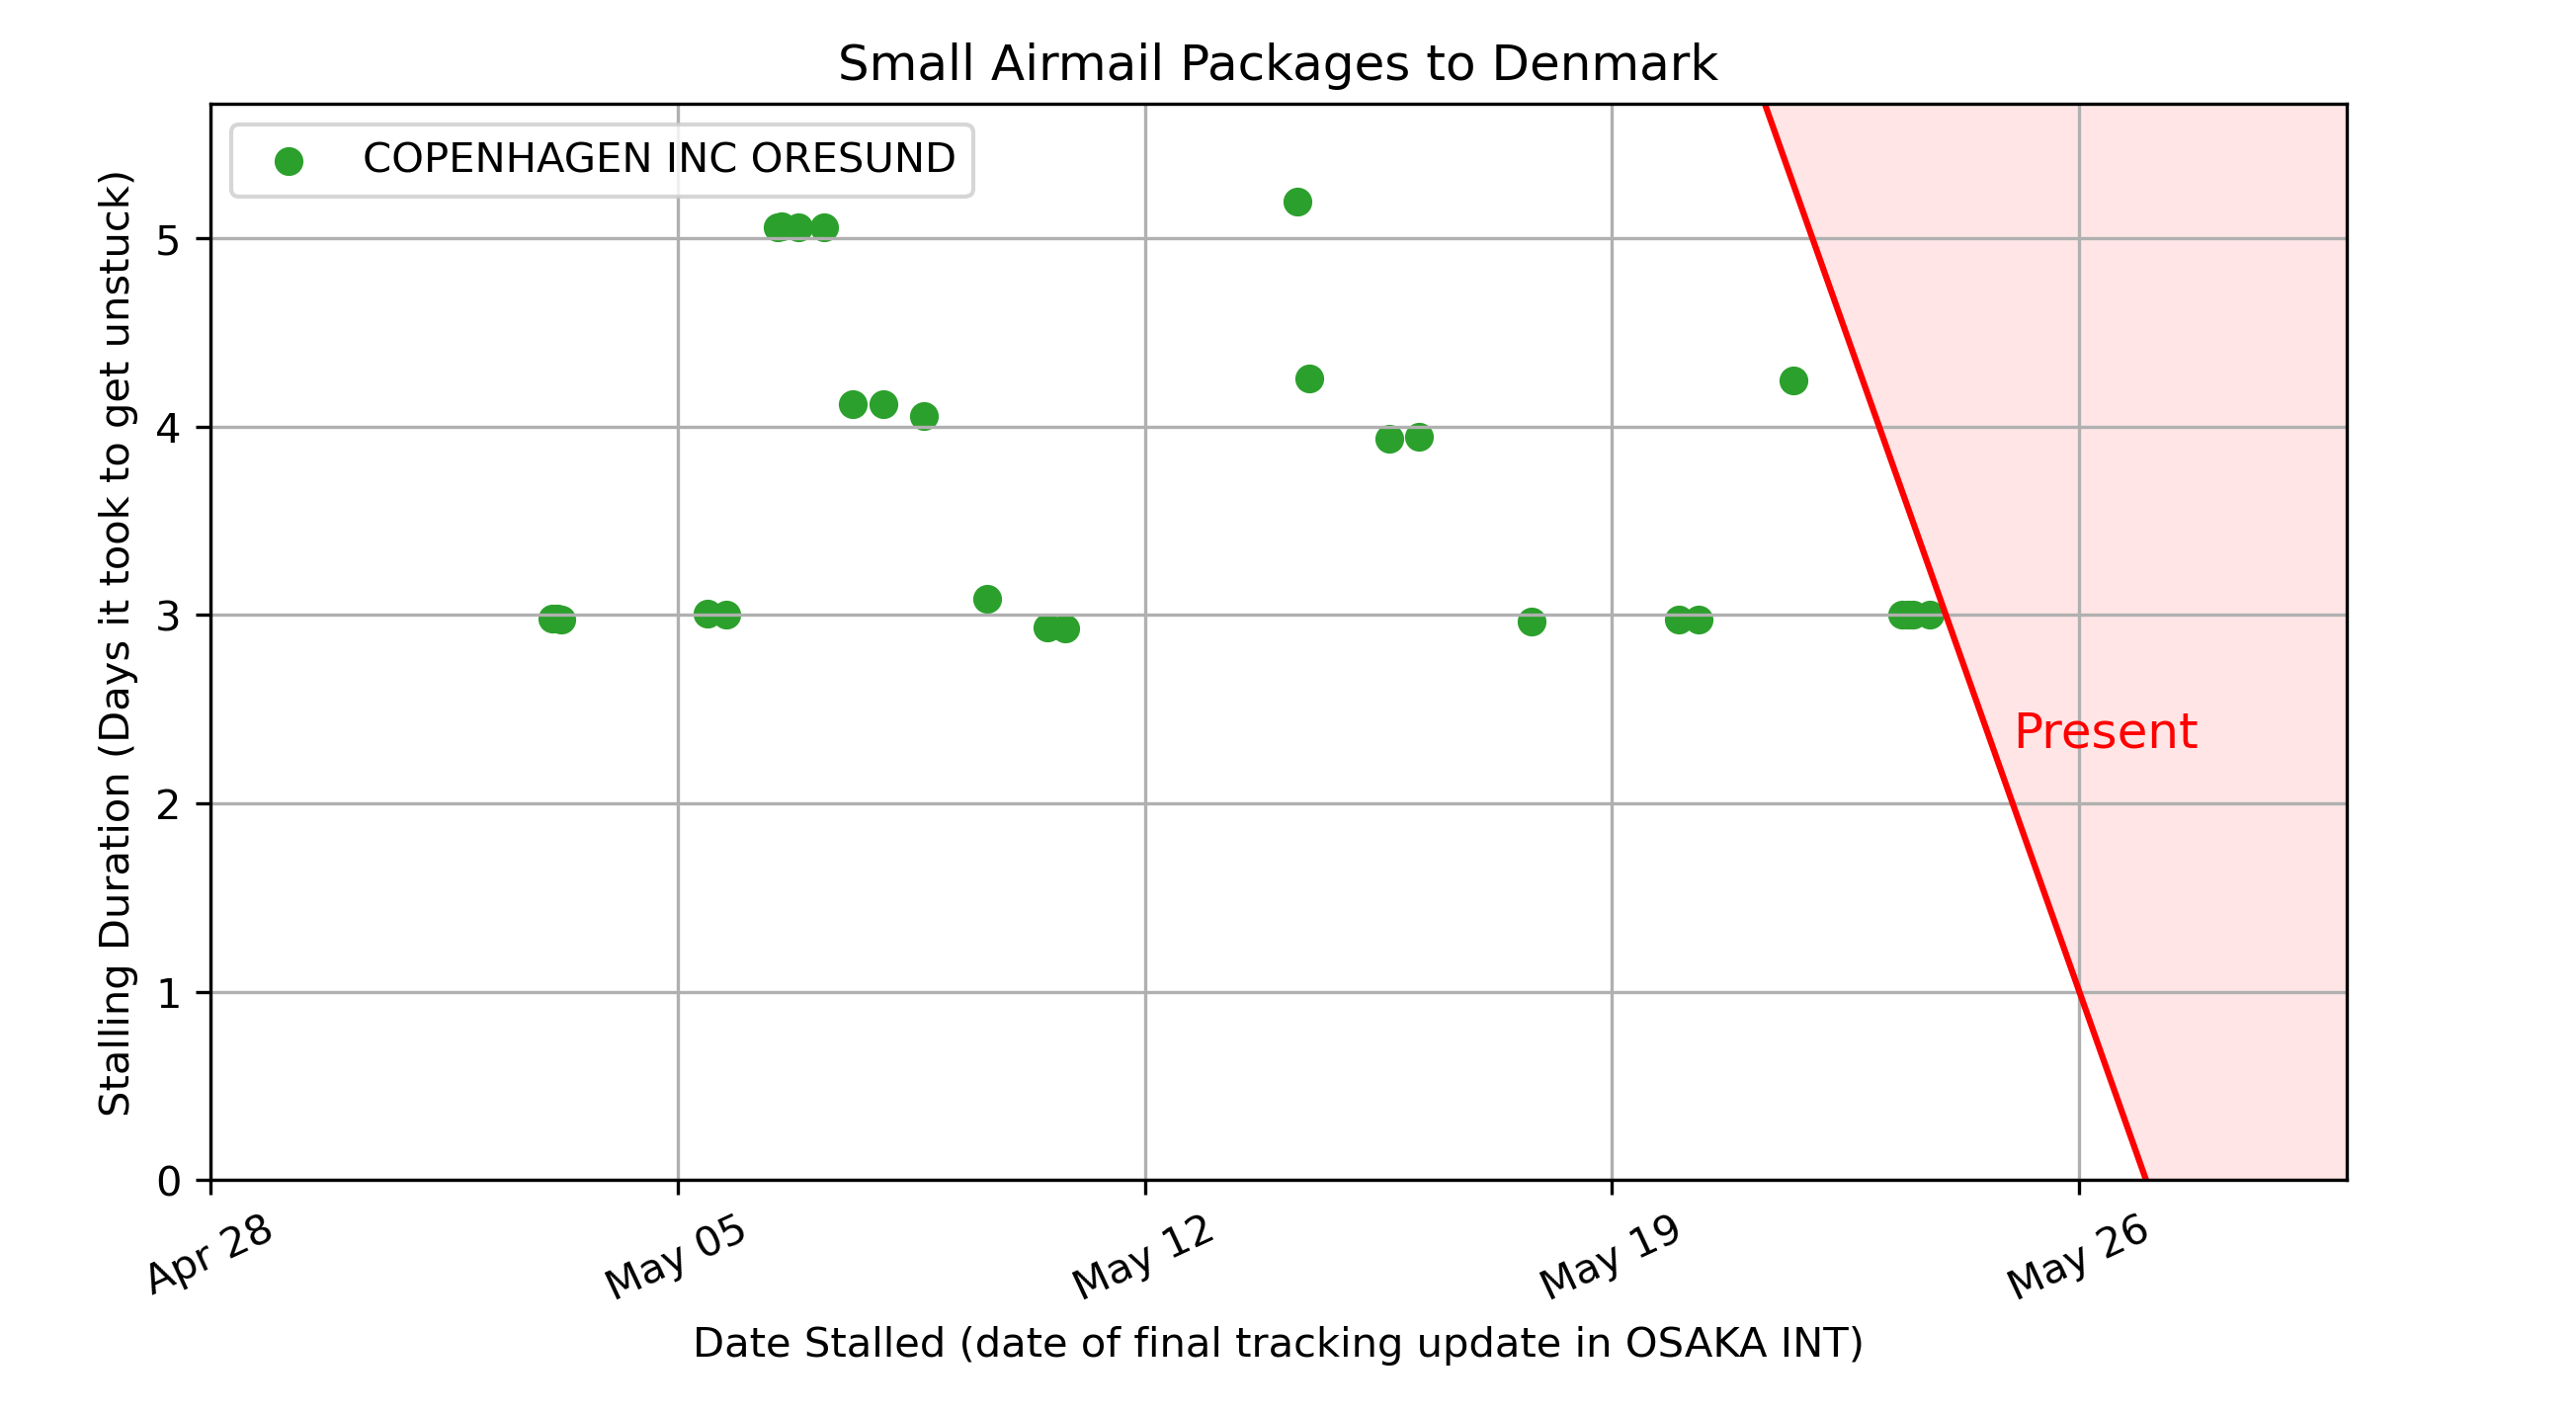 Small Airmail Packages to Denmark
COPENHAGEN INC ORESUND
Stalling Duration (Days it took to get unstuck)
5
4
3
2
1
0
Present
Apr 28
May 05
May 12
May 19
May 26
Date Stalled (date of final tracking update in OSAKA INT)